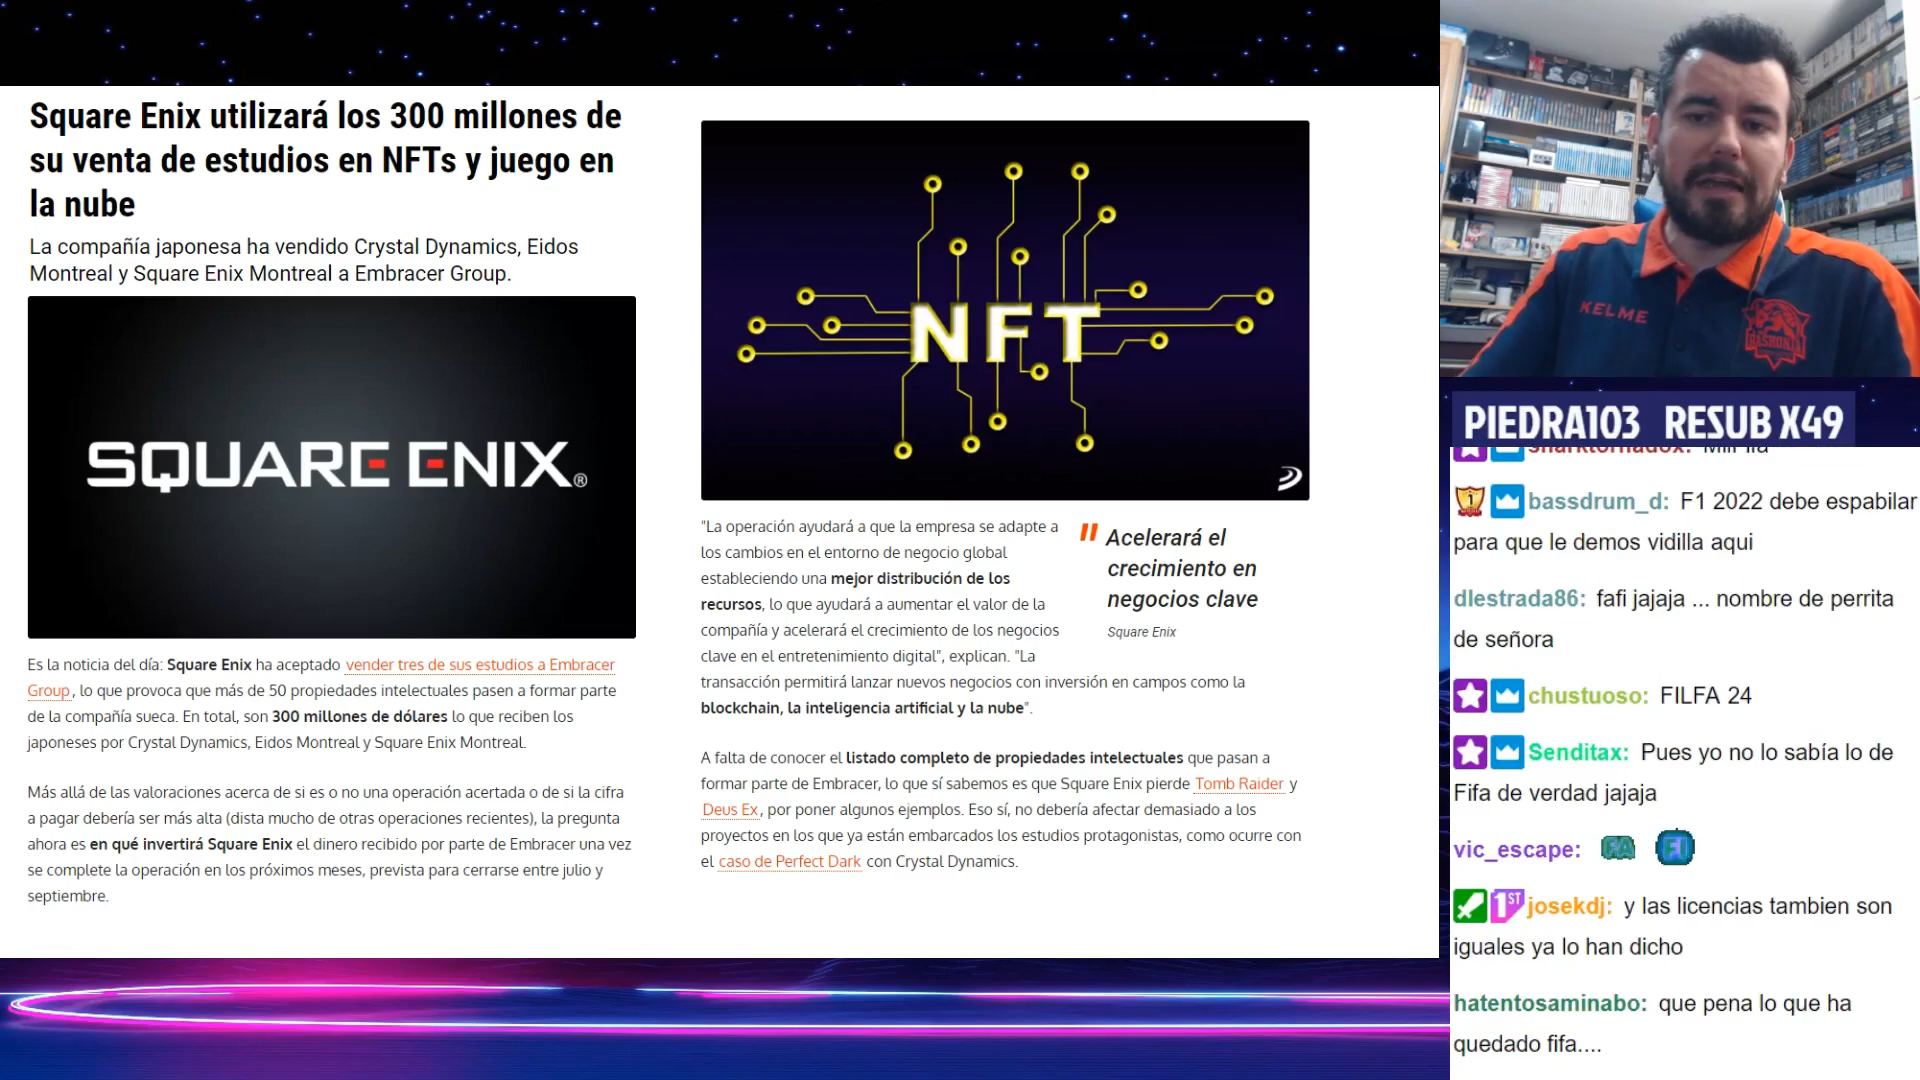 Square Enix utilizará los 300 millones de
su venta de estudios en NFTs y juego en
la nube
La compañía japonesa ha vendido Crystal Dynamics, Eidos
Montreal y Square Enix Montreal a Embracer Group.
SQUARE ENIX®
Es la noticia del día: Square Enix ha aceptado vender tres de sus estudios a Embracer
Group, lo que provoca que más de 50 propiedades intelectuales pasen a formar parte
de la compañía sueca. En total, son 300 millones de dólares lo que reciben los
japoneses por Crystal Dynamics, Eidos Montreal y Square Enix Montreal.
Más allá de las valoraciones acerca de si es o no una operación acertada o de si la cifra
a pagar debería ser más alta (dista mucho de otras operaciones recientes), la pregunta
ahora es en qué invertirá Square Enix el dinero recibido por parte de Embracer una vez
se complete la operación en los próximos meses, prevista para cerrarse entre julio y
septiembre.
NFT
"La operación ayudará a que la empresa se adapte a
los cambios en el entorno de negocio global
estableciendo una mejor distribución de los
recursos, lo que ayudará a aumentar el valor de la
compañía y acelerará el crecimiento de los negocios
clave en el entretenimiento digital", explican. "La
transacción permitirá lanzar nuevos negocios con inversión en campos como la
blockchain, la inteligencia artificial y la nube".
" Acelerará el
crecimiento en
negocios clave
Square Enix
A falta de conocer el listado completo de propiedades intelectuales que pasan a
formar parte de Embracer, lo que sí sabemos es que Square Enix pierde Tomb Raider y
Deus Ex, por poner algunos ejemplos. Eso sí, no debería afectar demasiado a los
proyectos en los que ya están embarcados los estudios protagonistas, como ocurre con
el caso de Perfect Dark con Crystal Dynamics.
KELME
BASKONIA
PIEDRA103 RESUB X49
bassdrum_d: F1 2022 debe espabilar
para que le demos vidilla aqui
dlestrada86: fafi jajaja ... nombre de perrita
de señora
chustuoso: FILFA 24
Senditax: Pues yo no lo sabía lo de
Fifa de verdad jajaja
vic_escape: FA FI
1ST josekdj: y las licencias tambien son
iguales ya lo han dicho
hatentosaminabo: que pena lo que ha
quedado fifa....